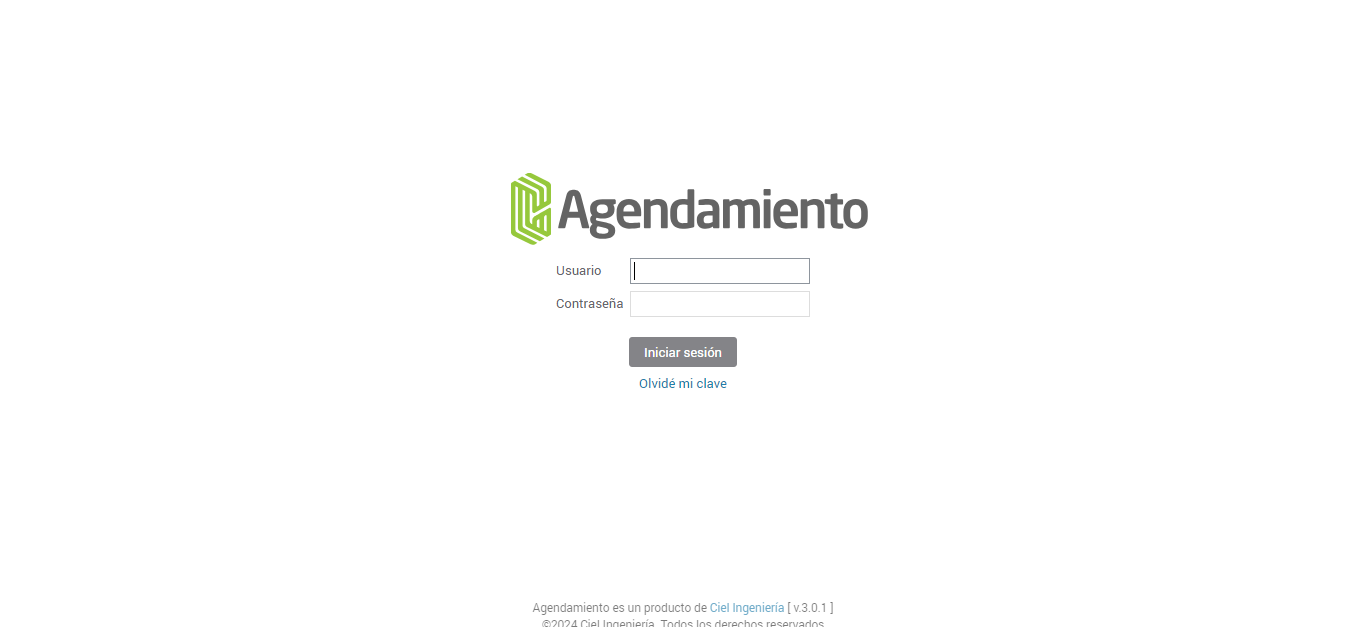 Agendamiento
Usuario
Contraseña
Iniciar sesión
Olvidé mi clave
Agendamiento es un producto de Ciel Ingeniería [ v.3.0.1 ]
©2024 Ciel Ingeniería. Todos los derechos reservados